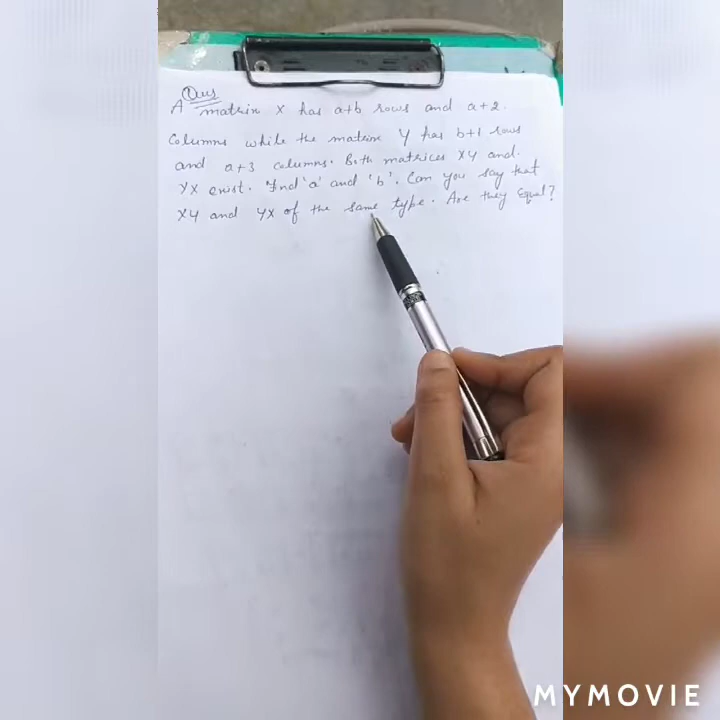 Ques
A matrix X has a+b rows and a+2.
Columns while the matrix Y has b+1 rows
and a+3 columns. Both matrices XY and.
YX exist. Find 'a' and 'b'. Can you say that
XY and YX of the same type. Are they Equal?
MYMOVIE